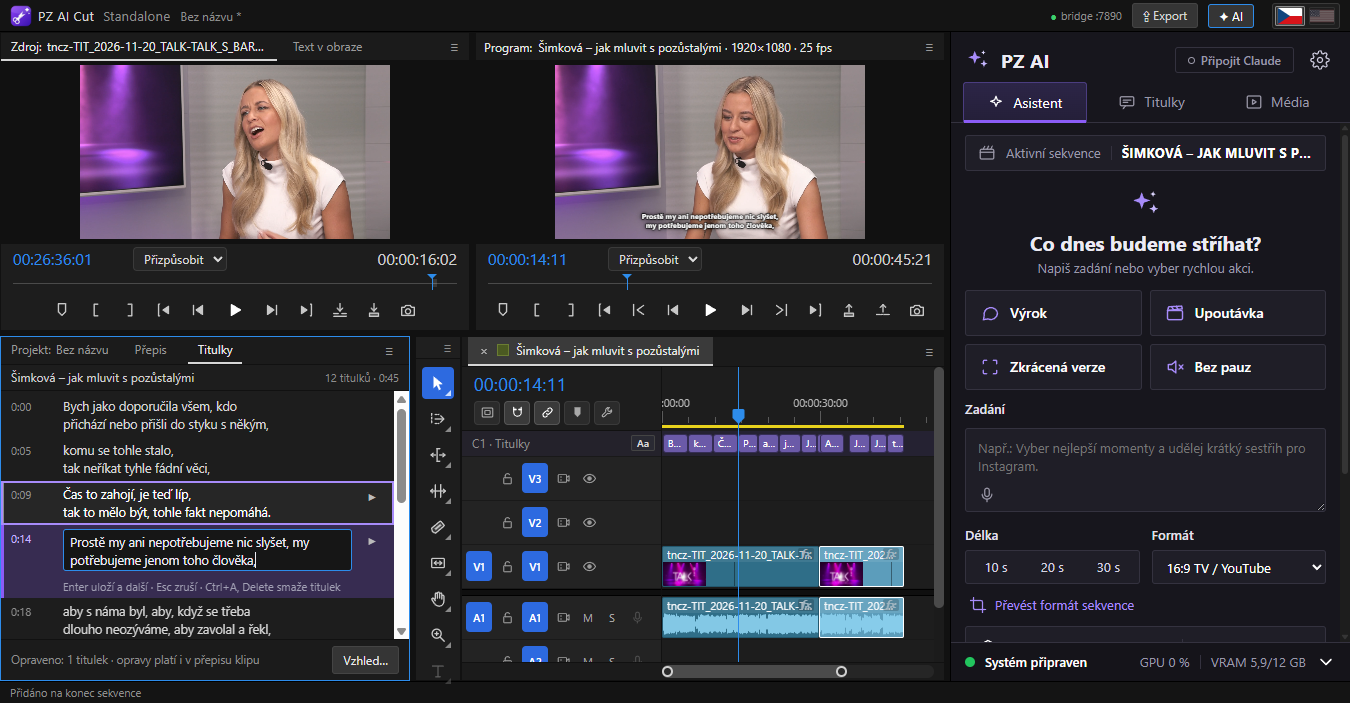 PZ AI Cut Standalone Bez názvu *
bridge :7890 Export AI
Zdroj: tncz-TIT_2026-11-20_TALK-TALK_S_BAR... Text v obraze
Program: Šimková – jak mluvit s pozůstalými · 1920×1080 · 25 fps
Prostě my ani nepotřebujeme nic slyšet,
my potřebujeme jenom toho člověka,
00:26:36:01 Přizpůsobit 00:00:16:02
00:00:14:11 Přizpůsobit 00:00:45:21
Projekt: Bez názvu Přepis Titulky
Šimková – jak mluvit s pozůstalými 12 titulků · 0:45
0:00 Bych jako doporučila všem, kdo
přichází nebo přišli do styku s někým,
0:05 komu se tohle stalo,
tak neříkat tyhle fádní věci,
0:09 Čas to zahojí, je teď líp,
tak to mělo být, tohle fakt nepomáhá.
0:14 Prostě my ani nepotřebujeme nic slyšet, my
potřebujeme jenom toho člověka,
Enter uloží a další · Esc zruší · Ctrl+A, Delete smaže titulek
0:18 aby s náma byl, aby, když se třeba
dlouho neozýváme, aby zavolal a řekl,
Opraveno: 1 titulek · opravy platí i v přepisu klipu Vzhled...
Přidáno na konec sekvence
× Šimková – jak mluvit s pozůstalými
00:00:14:11
:00:00 00:00:30:00
C1 · Titulky Aa
B... k... Č... P... a... j... J... A... J... J... t...
V3
V2
V1 V1
tncz-TIT_2026-11-20_TALK-T fx tncz-TIT_202 fx
A1 A1 M S
tncz-TIT_2026-11-20_TALK-T fx tncz-TIT_202 fx
A2 M S
PZ AI Připojit Claude
Asistent Titulky Média
Aktivní sekvence ŠIMKOVÁ – JAK MLUVIT S P...
Co dnes budeme stříhat?
Napiš zadání nebo vyber rychlou akci.
Výrok Upoutávka
Zkrácená verze Bez pauz
Zadání
Např.: Vyber nejlepší momenty a udělej krátký sestřih pro
Instagram.
Délka Formát
10 s 20 s 30 s 16:9 TV / YouTube
Převést formát sekvence
Systém připraven GPU 0 % VRAM 5,9/12 GB